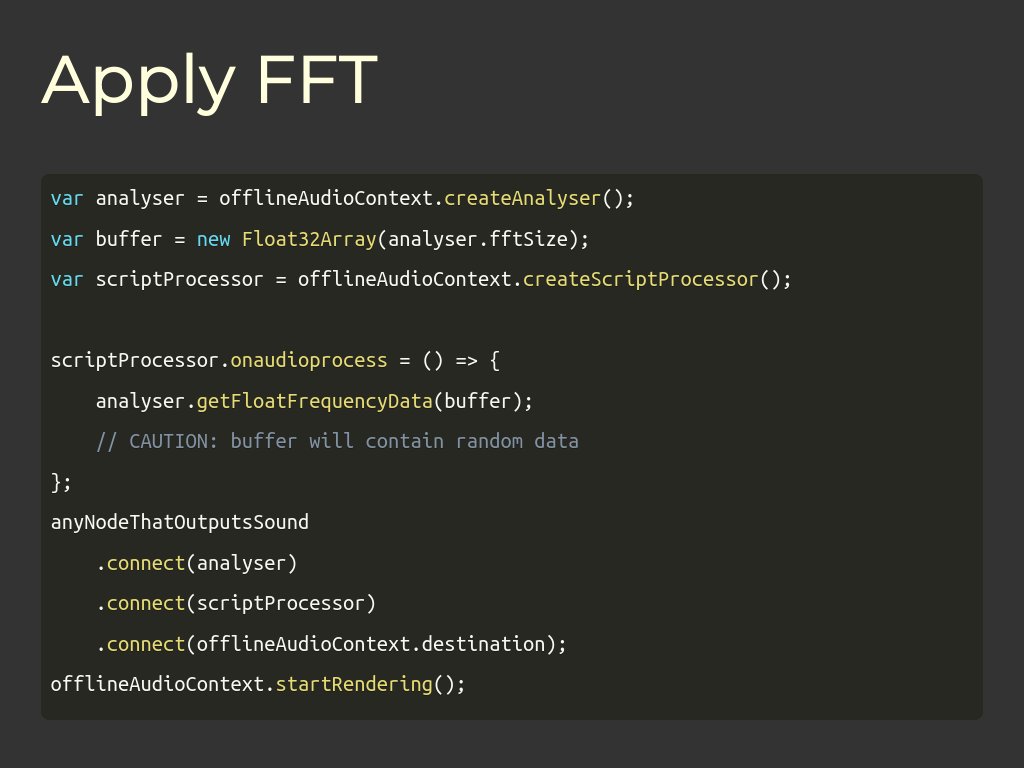 Apply FFT
var analyser = offlineAudioContext.createAnalyser();
var buffer = new Float32Array(analyser.fftSize);
var scriptProcessor = offlineAudioContext.createScriptProcessor();
scriptProcessor.onaudioprocess = () => {
    analyser.getFloatFrequencyData(buffer);
    // CAUTION: buffer will contain random data
};
anyNodeThatOutputsSound
    .connect(analyser)
    .connect(scriptProcessor)
    .connect(offlineAudioContext.destination);
offlineAudioContext.startRendering();